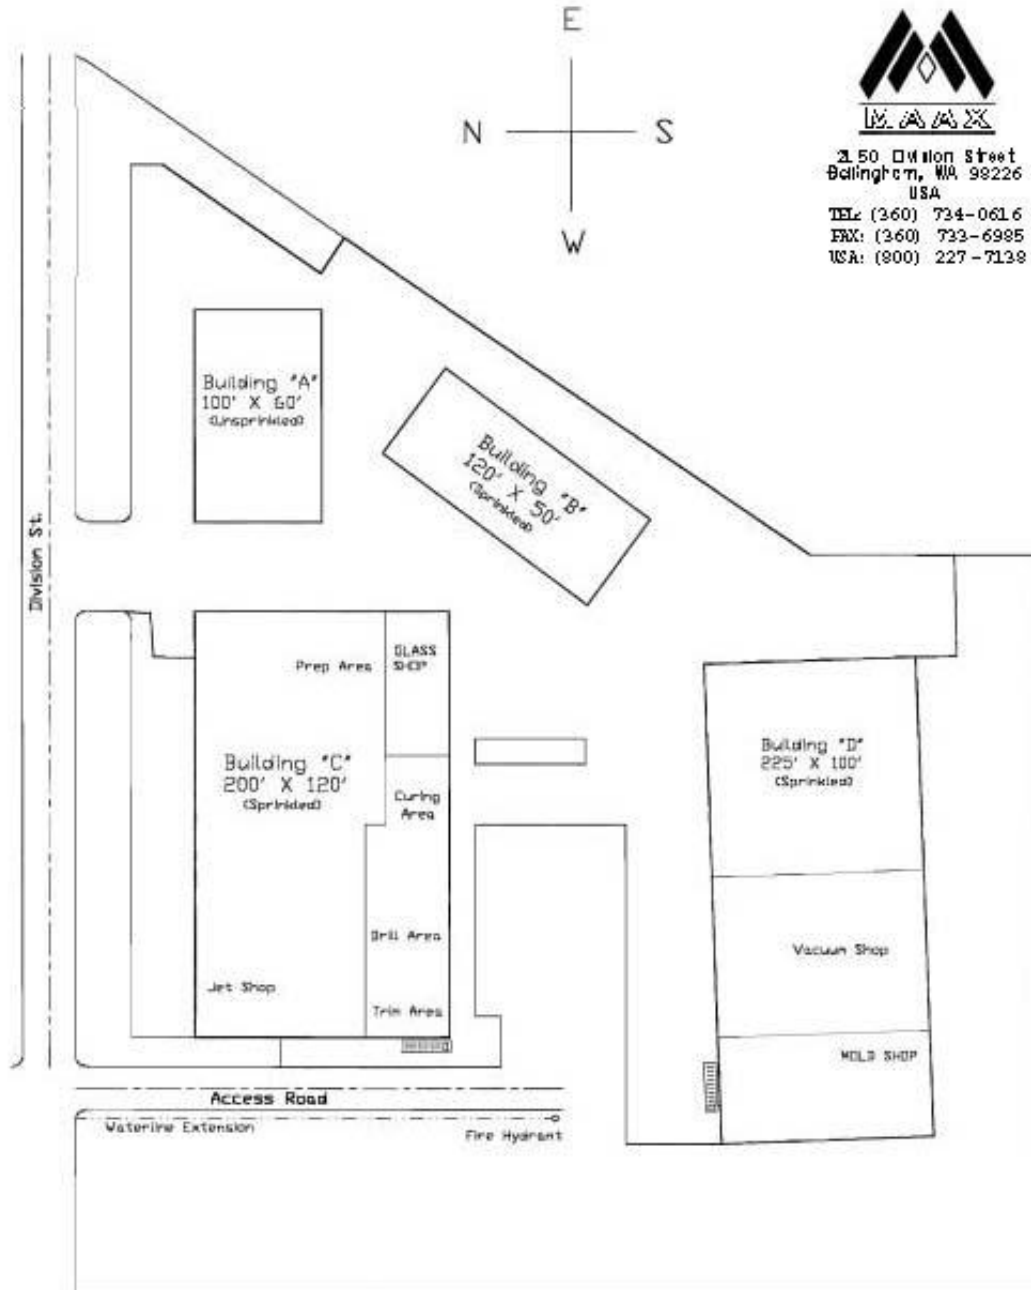 E
N
S
W
MAAX
2150 Division Street
Bellingham, WA 98226
USA
TEL: (360) 734-0616
FAX: (360) 733-6985
USA: (800) 227-7138
Building "A"
100' X 60'
(Unsprinkled)
Building "B"
120' X 50'
(Sprinkled)
Division St.
Prep Area
GLASS
SHOP
Building "C"
200' X 120'
(Sprinkled)
Curing
Area
Building "D"
225' X 100'
(Sprinkled)
Drill Area
Vacuum Shop
Jet Shop
Trim Area
MOLD SHOP
Access Road
Waterline Extension
Fire Hydrant